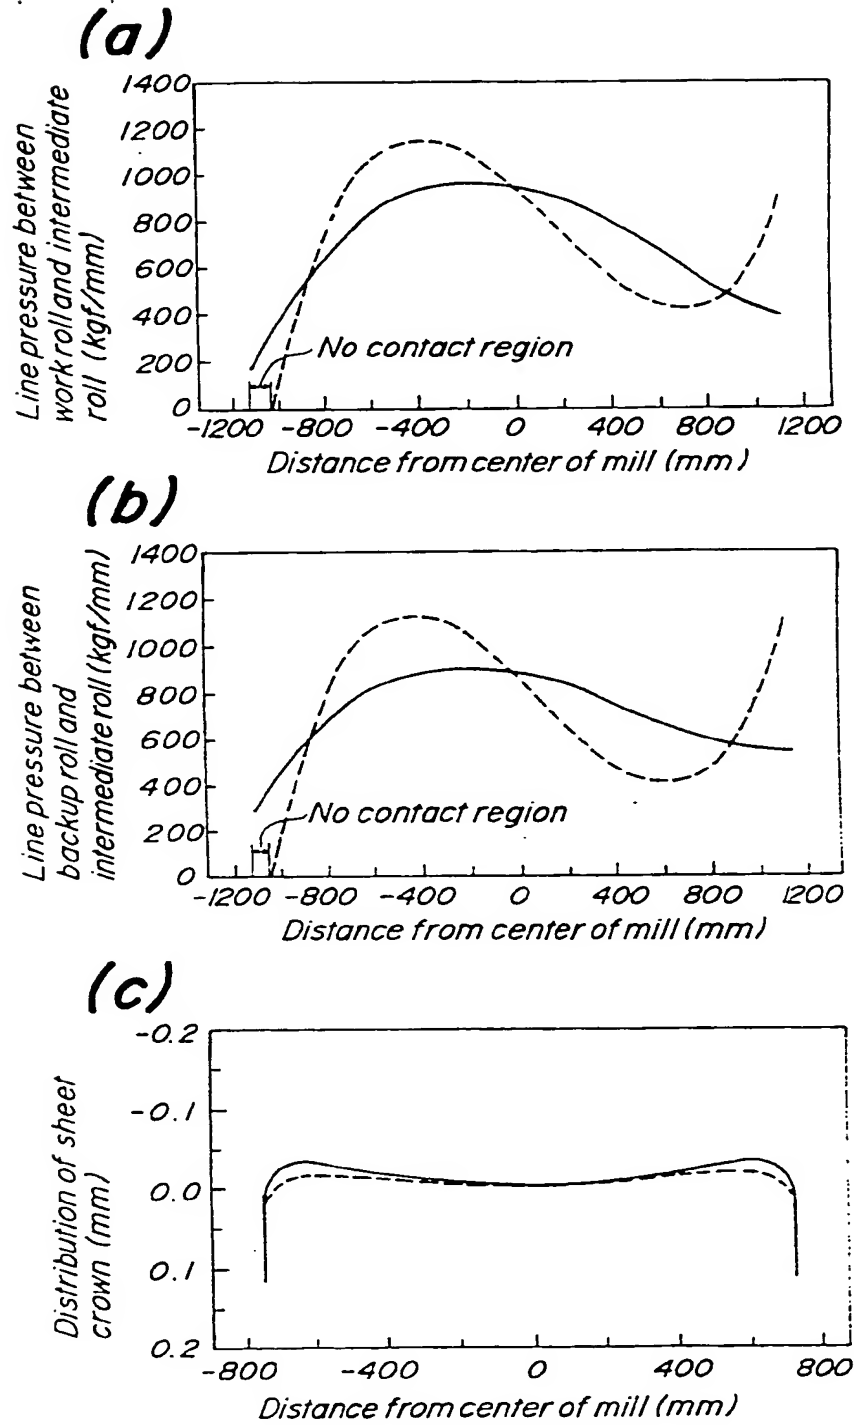 (a)
Line pressure between
work roll and intermediate
roll (kgf/mm)
1400
1200
1000
800
600
400
200
0
No contact region
-1200 -800 -400 0 400 800 1200
Distance from center of mill (mm)
(b)
Line pressure between
backup roll and
intermediate roll (kgf/mm)
1400
1200
1000
800
600
400
200
0
No contact region
-1200 -800 -400 0 400 800 1200
Distance from center of mill (mm)
(c)
Distribution of sheet
crown (mm)
-0.2
-0.1
0.0
0.1
0.2
-800 -400 0 400 800
Distance from center of mill (mm)